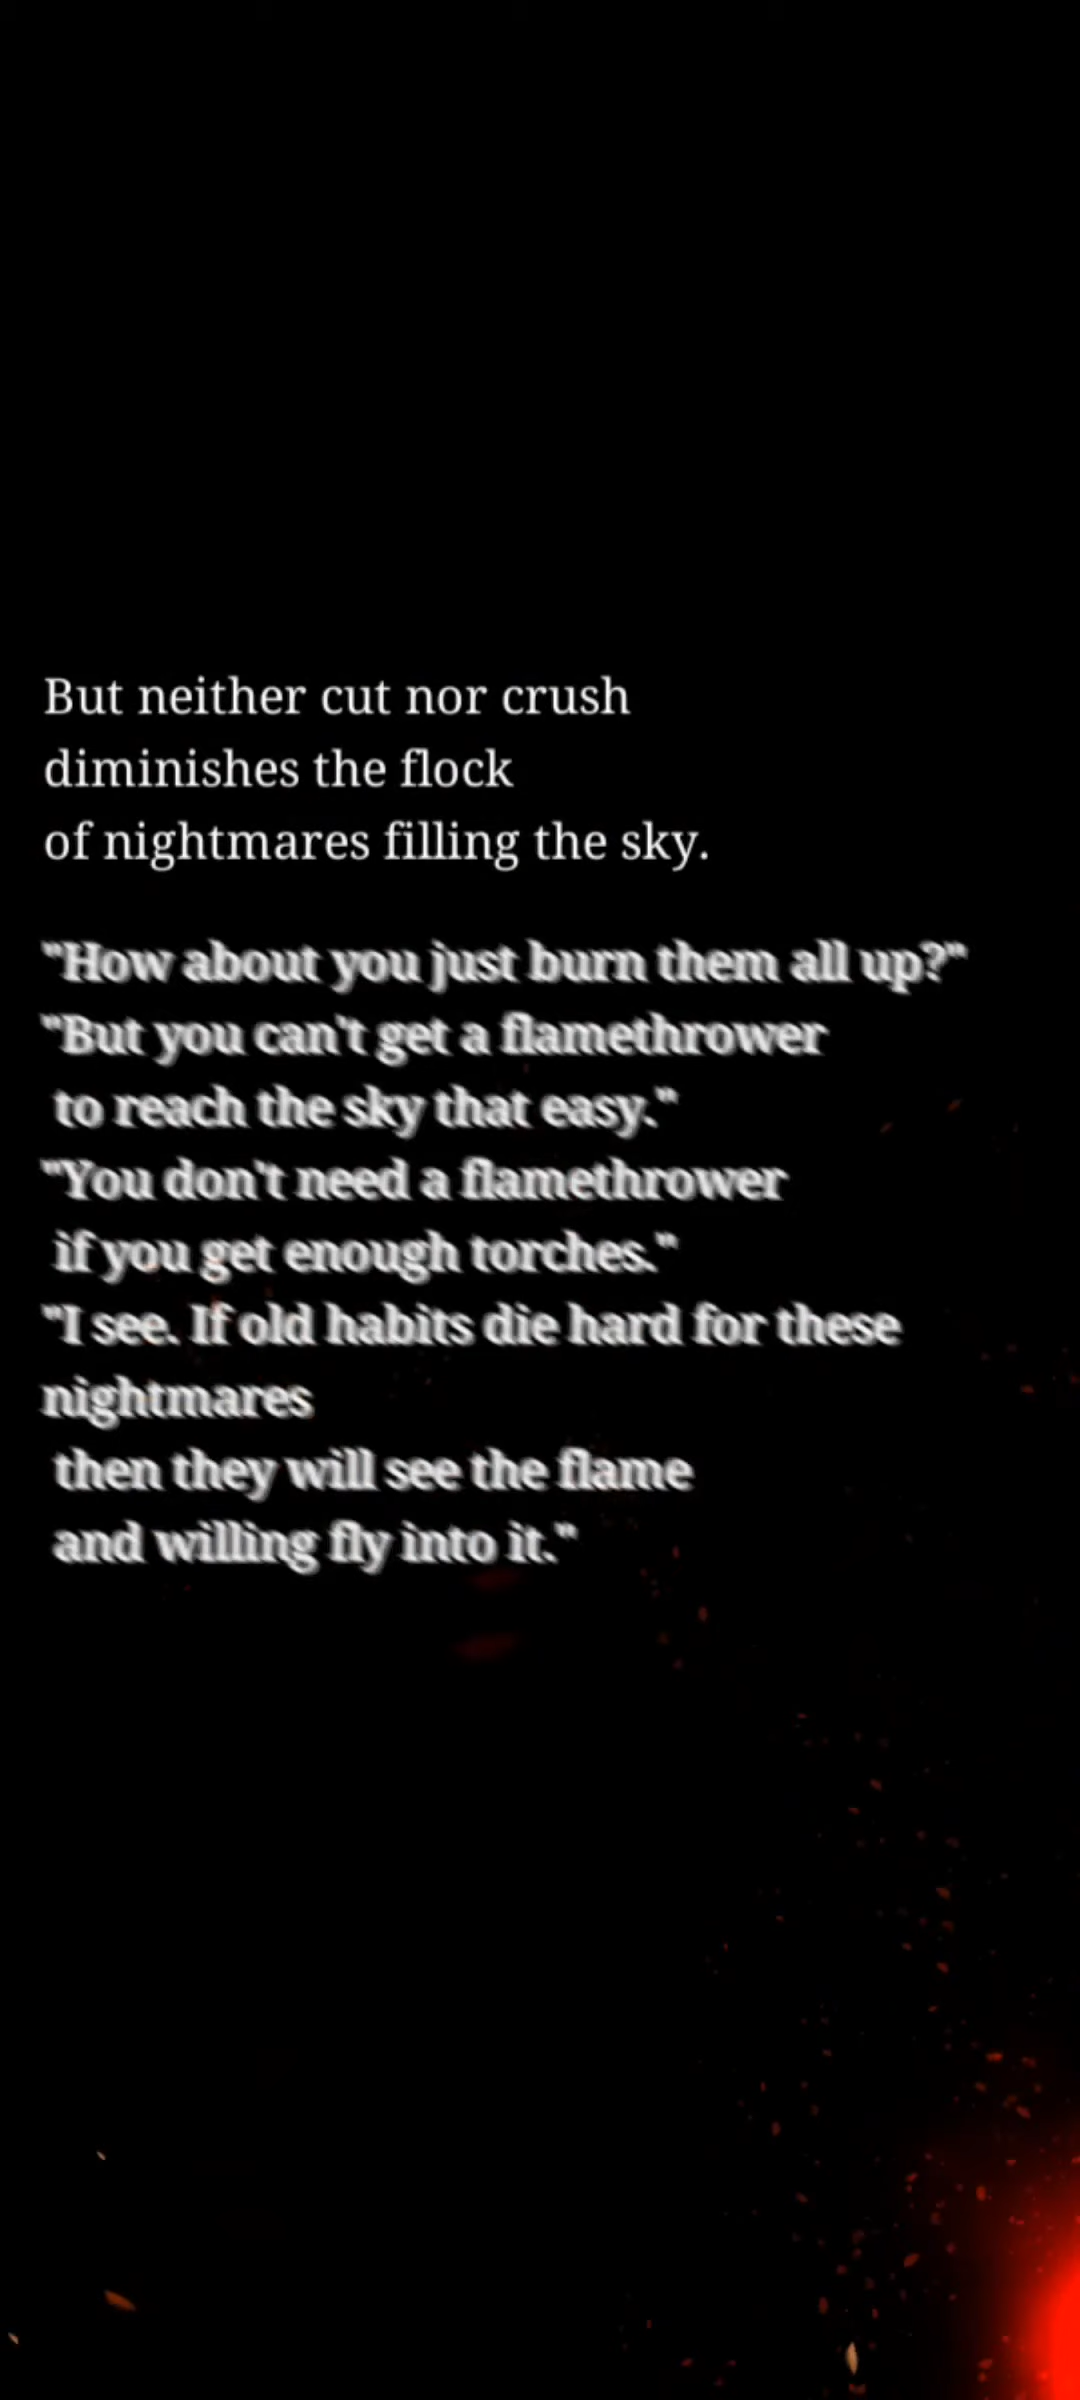 But neither cut nor crush
diminishes the flock
of nightmares filling the sky.
"How about you just burn them all up?"
"But you can't get a flamethrower
to reach the sky that easy."
"You don't need a flamethrower
if you get enough torches."
"I see. If old habits die hard for these
nightmares
then they will see the flame
and willing fly into it."